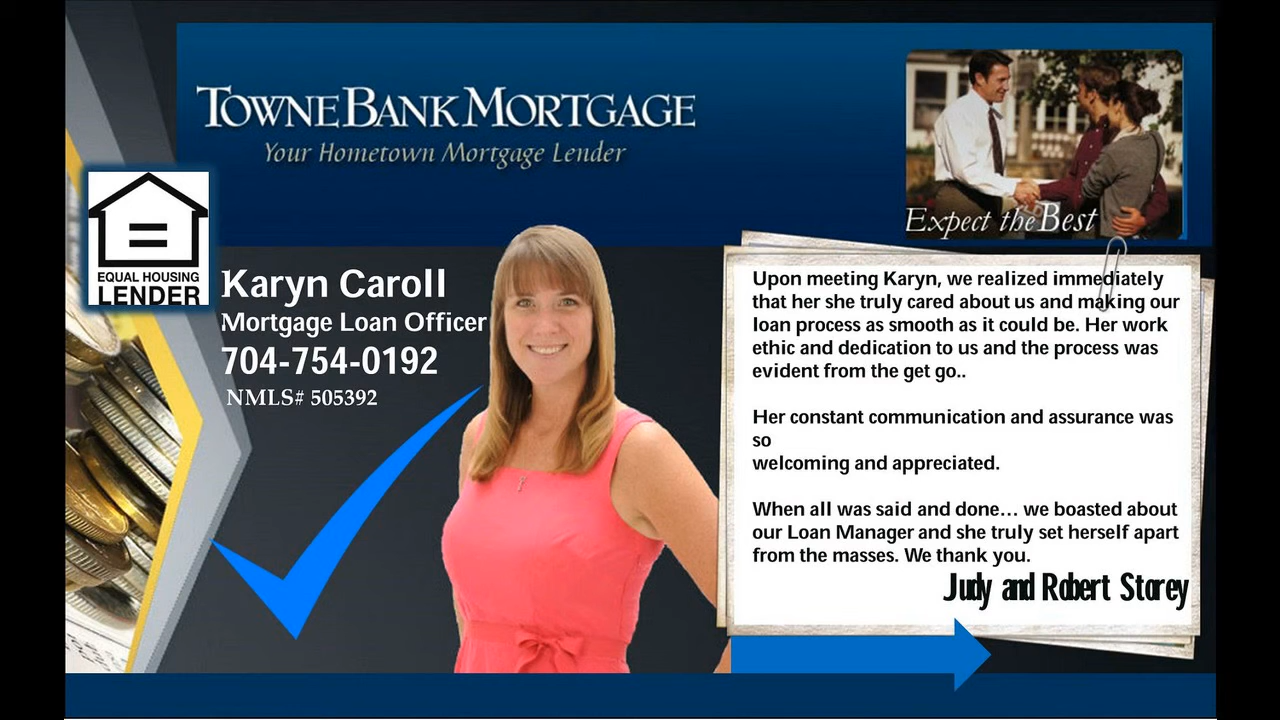 TOWNEBANK MORTGAGE
Your Hometown Mortgage Lender
Expect the Best
EQUAL HOUSING
LENDER
Karyn Caroll
Mortgage Loan Officer
704-754-0192
NMLS# 505392
Upon meeting Karyn, we realized immediately
that her she truly cared about us and making our
loan process as smooth as it could be. Her work
ethic and dedication to us and the process was
evident from the get go..
Her constant communication and assurance was
so
welcoming and appreciated.
When all was said and done... we boasted about
our Loan Manager and she truly set herself apart
from the masses. We thank you.
Judy and Robert Storey